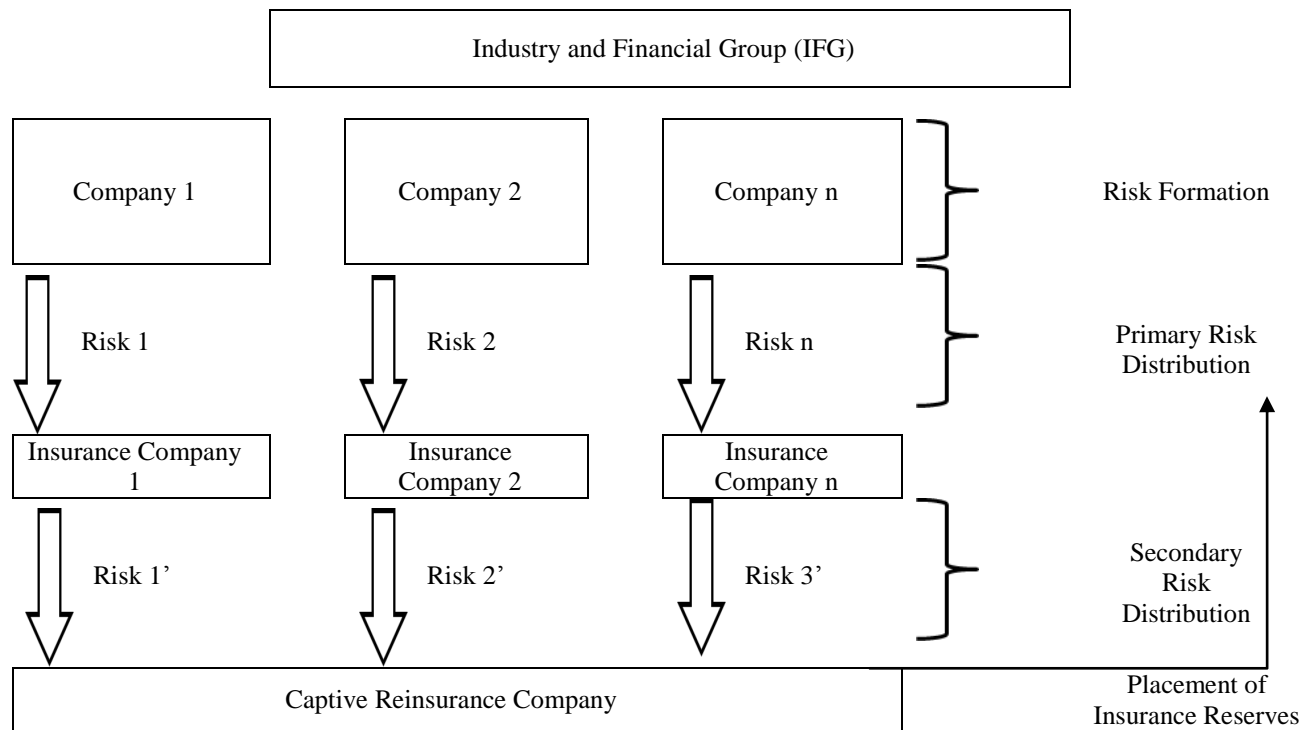 Industry and Financial Group (IFG)
Company 1
Company 2
Company n
Risk Formation
Risk 1
Risk 2
Risk n
Primary Risk
Distribution
Insurance Company
1
Insurance
Company 2
Insurance
Company n
Risk 1’
Risk 2’
Risk 3’
Secondary
Risk
Distribution
Captive Reinsurance Company
Placement of
Insurance Reserves